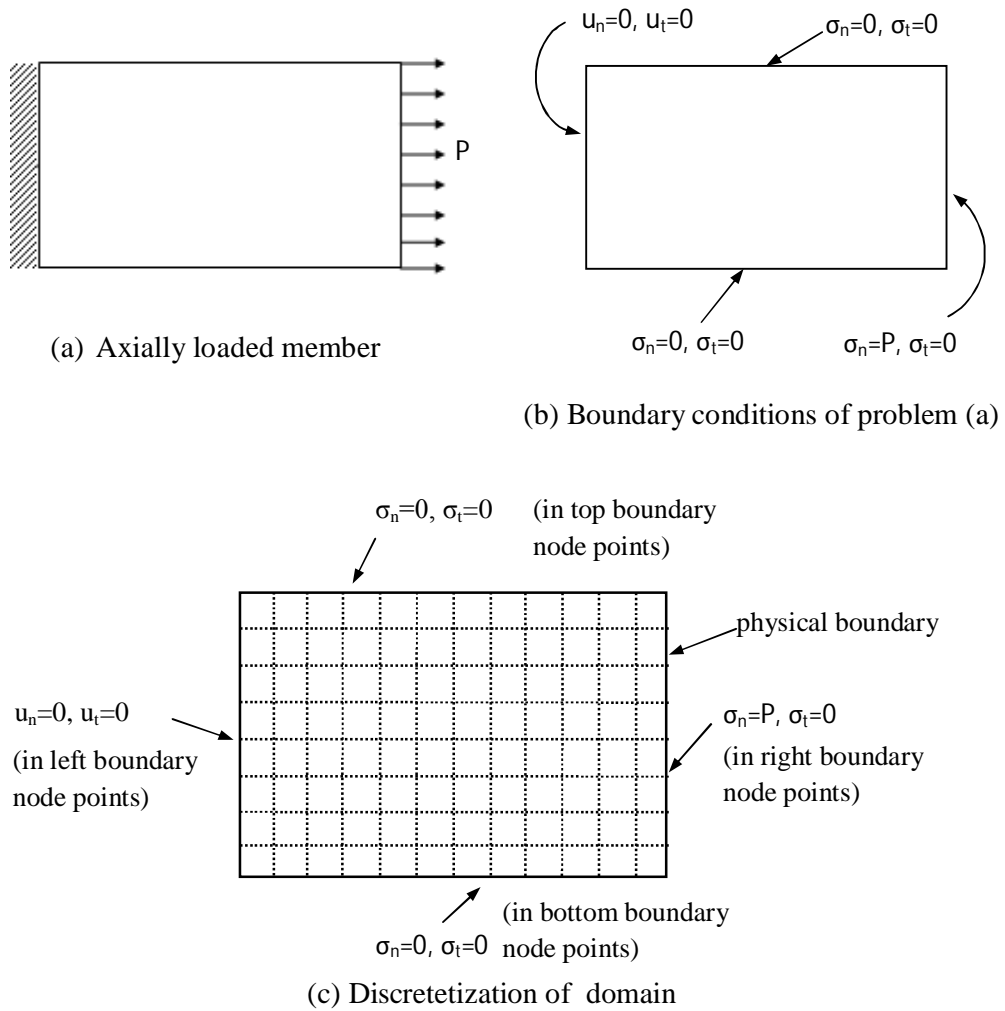 P
(a) Axially loaded member
uₙ=0, uₜ=0
σₙ=0, σₜ=0
σₙ=0, σₜ=0
σₙ=P, σₜ=0
(b) Boundary conditions of problem (a)
σₙ=0, σₜ=0 (in top boundary
node points)
physical boundary
uₙ=0, uₜ=0
(in left boundary
node points)
σₙ=P, σₜ=0
(in right boundary
node points)
σₙ=0, σₜ=0
(in bottom boundary
node points)
(c) Discretetization of domain